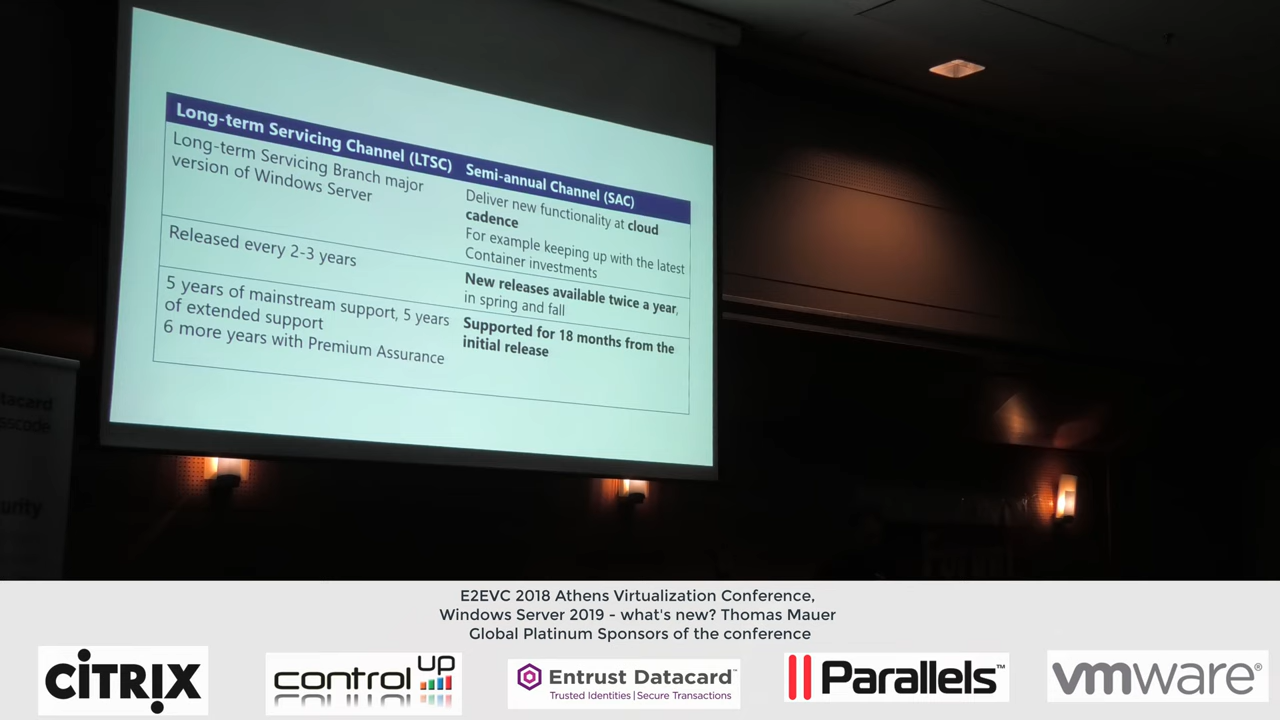 Long-term Servicing Channel (LTSC)
Semi-annual Channel (SAC)
Long-term Servicing Branch major
version of Windows Server
Deliver new functionality at cloud
cadence
For example keeping up with the latest
Container investments
Released every 2-3 years
New releases available twice a year,
in spring and fall
5 years of mainstream support, 5 years
of extended support
6 more years with Premium Assurance
Supported for 18 months from the
initial release
tacard
sscode
urity
E2EVC 2018 Athens Virtualization Conference,
Windows Server 2019 - what's new? Thomas Mauer
Global Platinum Sponsors of the conference
CITRIX
control UP
Entrust Datacard™
Trusted Identities | Secure Transactions
Parallels™
vmware®